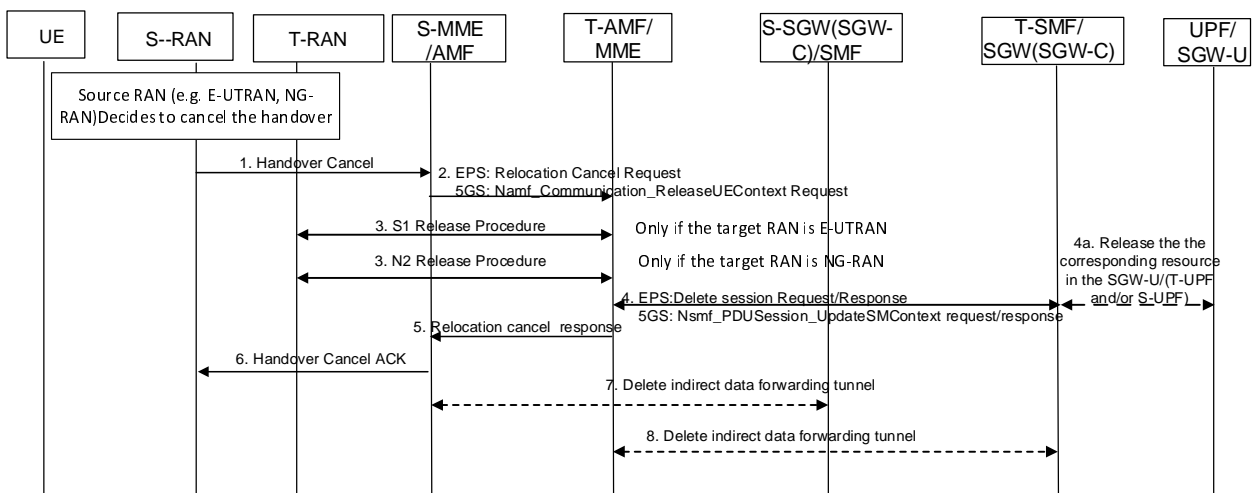 UE
S--RAN
T-RAN
S-MME
/AMF
T-AMF/
MME
S-SGW(SGW-
C)/SMF
T-SMF/
SGW(SGW-C)
UPF/
SGW-U
Source RAN (e.g. E-UTRAN, NG-
RAN)Decides to cancel the handover
1. Handover Cancel
2. EPS: Relocation Cancel Request
5GS: Namf_Communication_ReleaseUEContext Request
3. S1 Release Procedure
Only if the target RAN is E-UTRAN
3. N2 Release Procedure
Only if the target RAN is NG-RAN
4a. Release the the
corresponding resource
in the SGW-U/(T-UPF
and/or S-UPF)
4. EPS:Delete session Request/Response
5GS: Nsmf_PDUSession_UpdateSMContext request/response
5. Relocation cancel response
6. Handover Cancel ACK
7. Delete indirect data forwarding tunnel
8. Delete indirect data forwarding tunnel